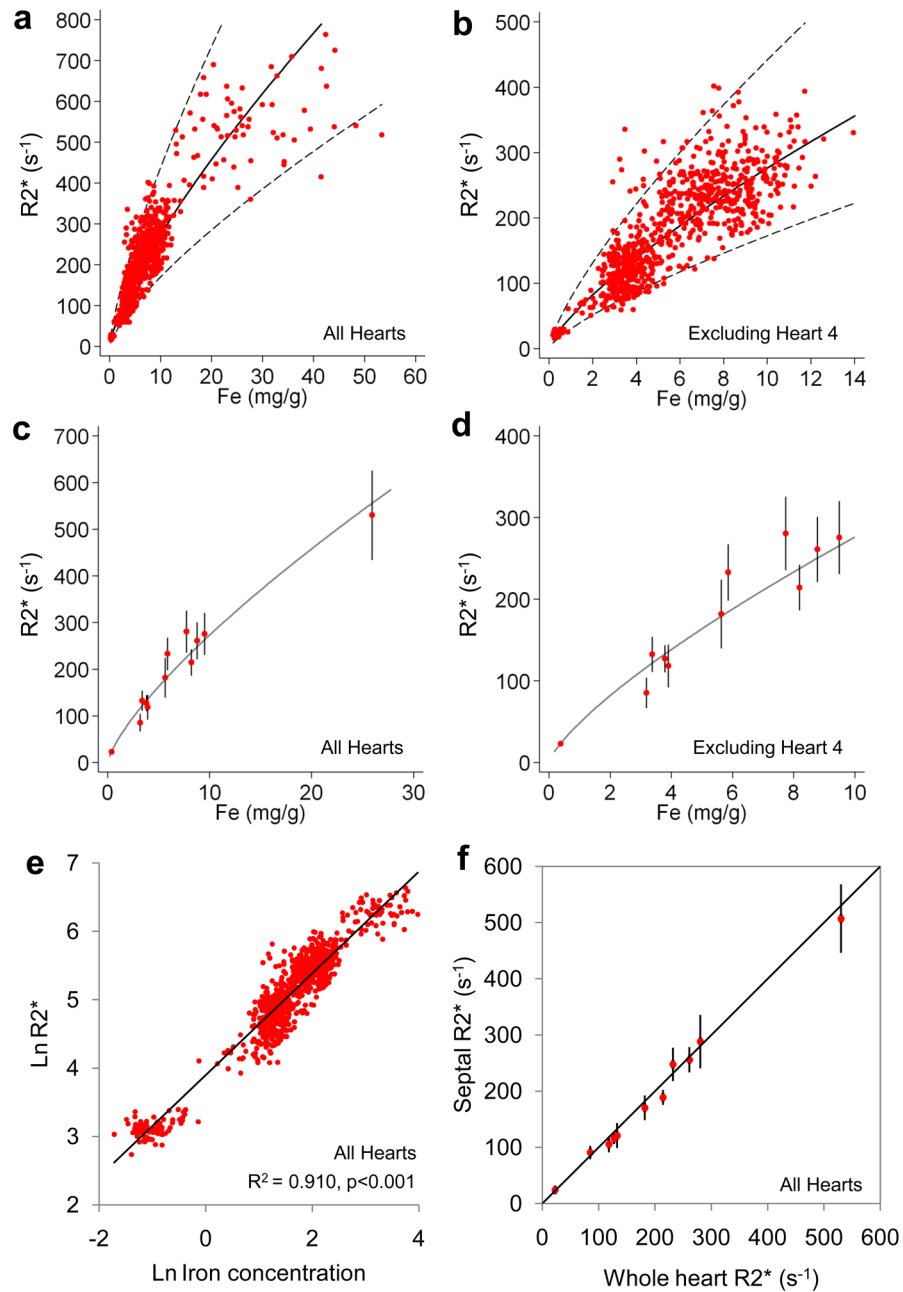 a
800
700
600
500
400
300
200
100
0
R2* (s-1)
0 10 20 30 40 50 60
Fe (mg/g)
All Hearts
b
500
400
300
200
100
0
R2* (s-1)
0 2 4 6 8 10 12 14
Fe (mg/g)
Excluding Heart 4
c
700
600
500
400
300
200
100
0
R2* (s-1)
0 10 20 30
Fe (mg/g)
All Hearts
d
400
300
200
100
0
R2* (s-1)
0 2 4 6 8 10
Fe (mg/g)
Excluding Heart 4
e
7
6
5
4
3
2
Ln R2*
-2 0 2 4
Ln Iron concentration
All Hearts
R2 = 0.910, p<0.001
f
600
500
400
300
200
100
0
Septal R2* (s-1)
0 100 200 300 400 500 600
Whole heart R2* (s-1)
All Hearts